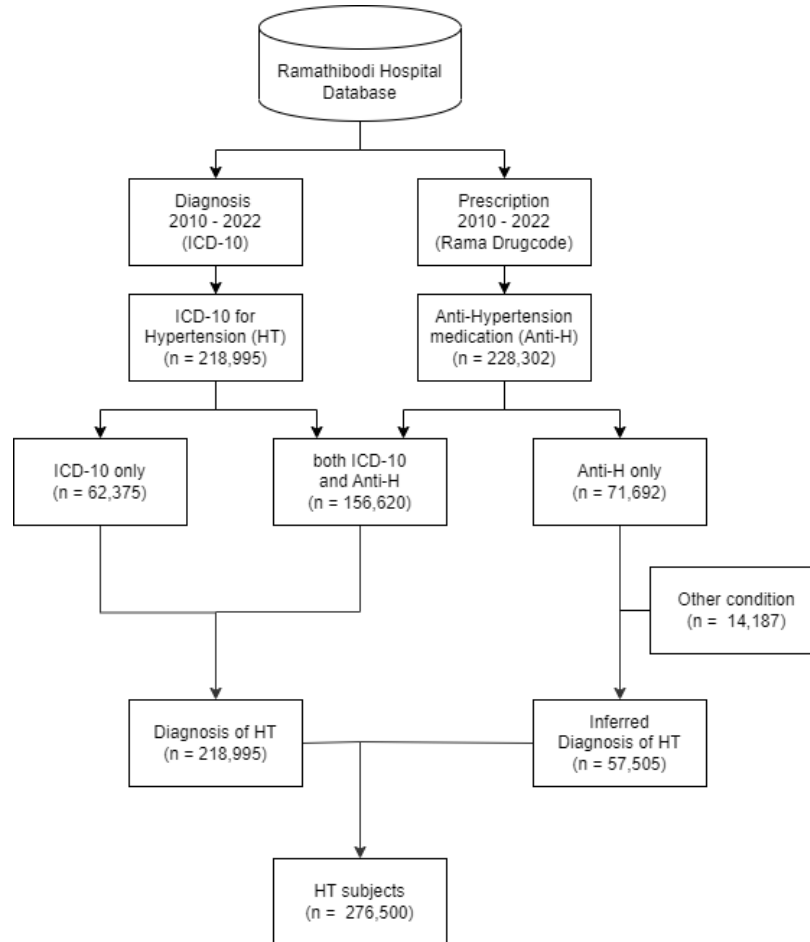 Ramathibodi Hospital
Database
Diagnosis
2010 - 2022
(ICD-10)
Prescription
2010 - 2022
(Rama Drugcode)
ICD-10 for
Hypertension (HT)
(n = 218,995)
Anti-Hypertension
medication (Anti-H)
(n = 228,302)
ICD-10 only
(n = 62,375)
both ICD-10
and Anti-H
(n = 156,620)
Anti-H only
(n = 71,692)
Other condition
(n = 14,187)
Diagnosis of HT
(n = 218,995)
Inferred
Diagnosis of HT
(n = 57,505)
HT subjects
(n = 276,500)